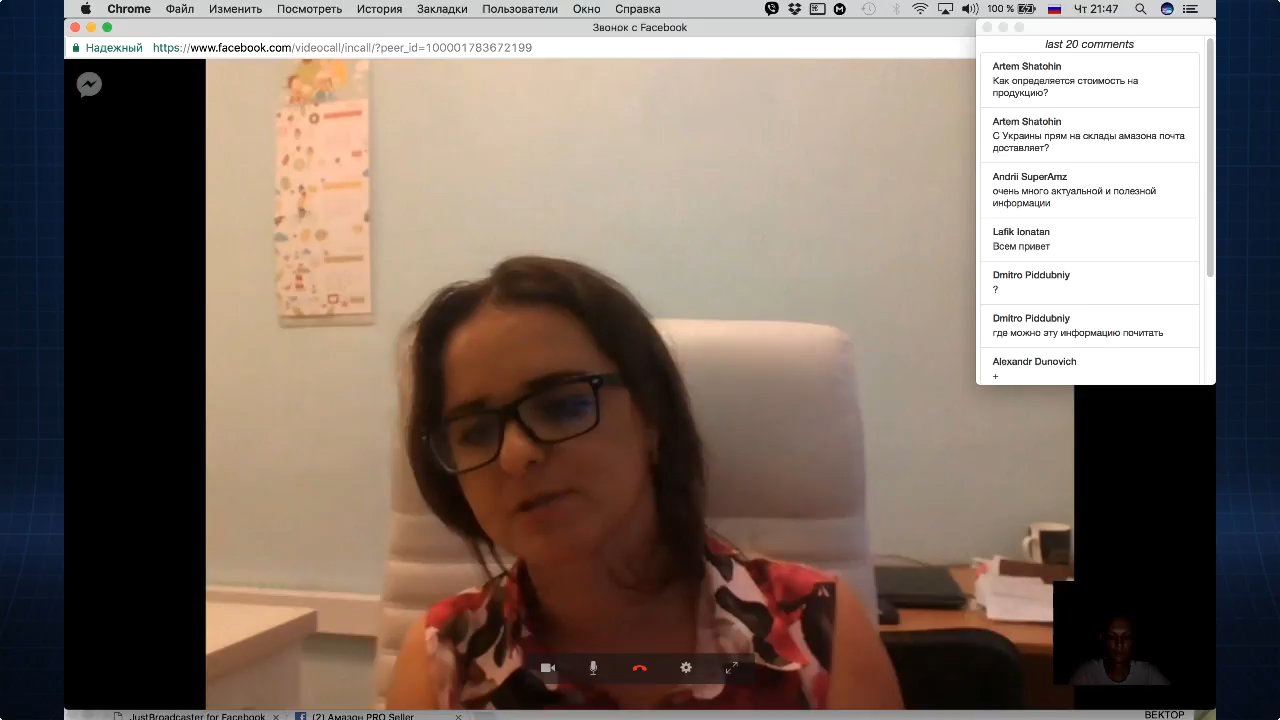 Chrome Файл Изменить Посмотреть История Закладки Пользователи Окно Справка 100 % Чт 21:47
Звонок с Facebook
Надежный https://www.facebook.com/videocall/incall/?peer_id=100001783672199
last 20 comments
Artem Shatohin
Как определяется стоимость на
продукцию?
Artem Shatohin
С Украины прям на склады амазона почта
доставляет?
Andrii SuperAmz
очень много актуальной и полезной
информации
Lafik Ionatan
Всем привет
Dmitro Piddubniy
?
Dmitro Piddubniy
где можно эту информацию почитать
Alexandr Dunovich
+
JustBroadcaster for Facebook (2) Амазон PRO Seller ВЕКТОР